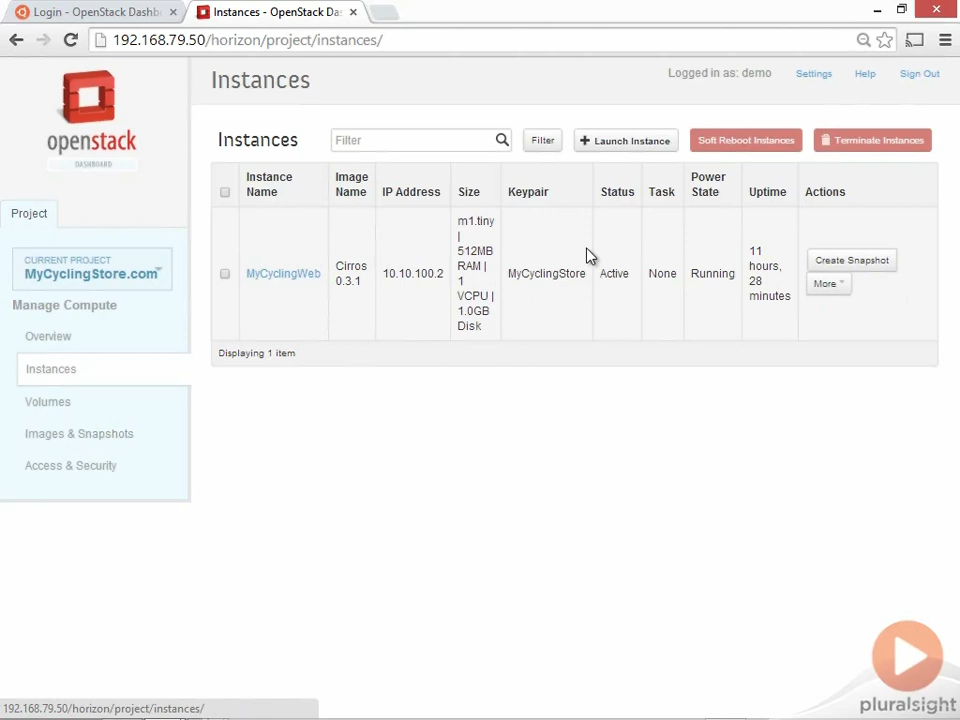 Login - OpenStack Dashb
Instances - OpenStack Da
192.168.79.50/horizon/project/instances/
openstack
DASHBOARD
Project
CURRENT PROJECT
MyCyclingStore.com
Manage Compute
Overview
Instances
Volumes
Images & Snapshots
Access & Security
Instances
Logged in as: demo
Settings
Help
Sign Out
Instances
Filter
Filter
Launch Instance
Soft Reboot Instances
Terminate Instances
Instance Name
Image Name
IP Address
Size
Keypair
Status
Task
Power State
Uptime
Actions
MyCyclingWeb
Cirros 0.3.1
10.10.100.2
m1.tiny
|
512MB
RAM |
1
VCPU |
1.0GB
Disk
MyCyclingStore
Active
None
Running
11
hours,
28
minutes
Create Snapshot
More
Displaying 1 item
192.168.79.50/horizon/project/instances/
pluralsight